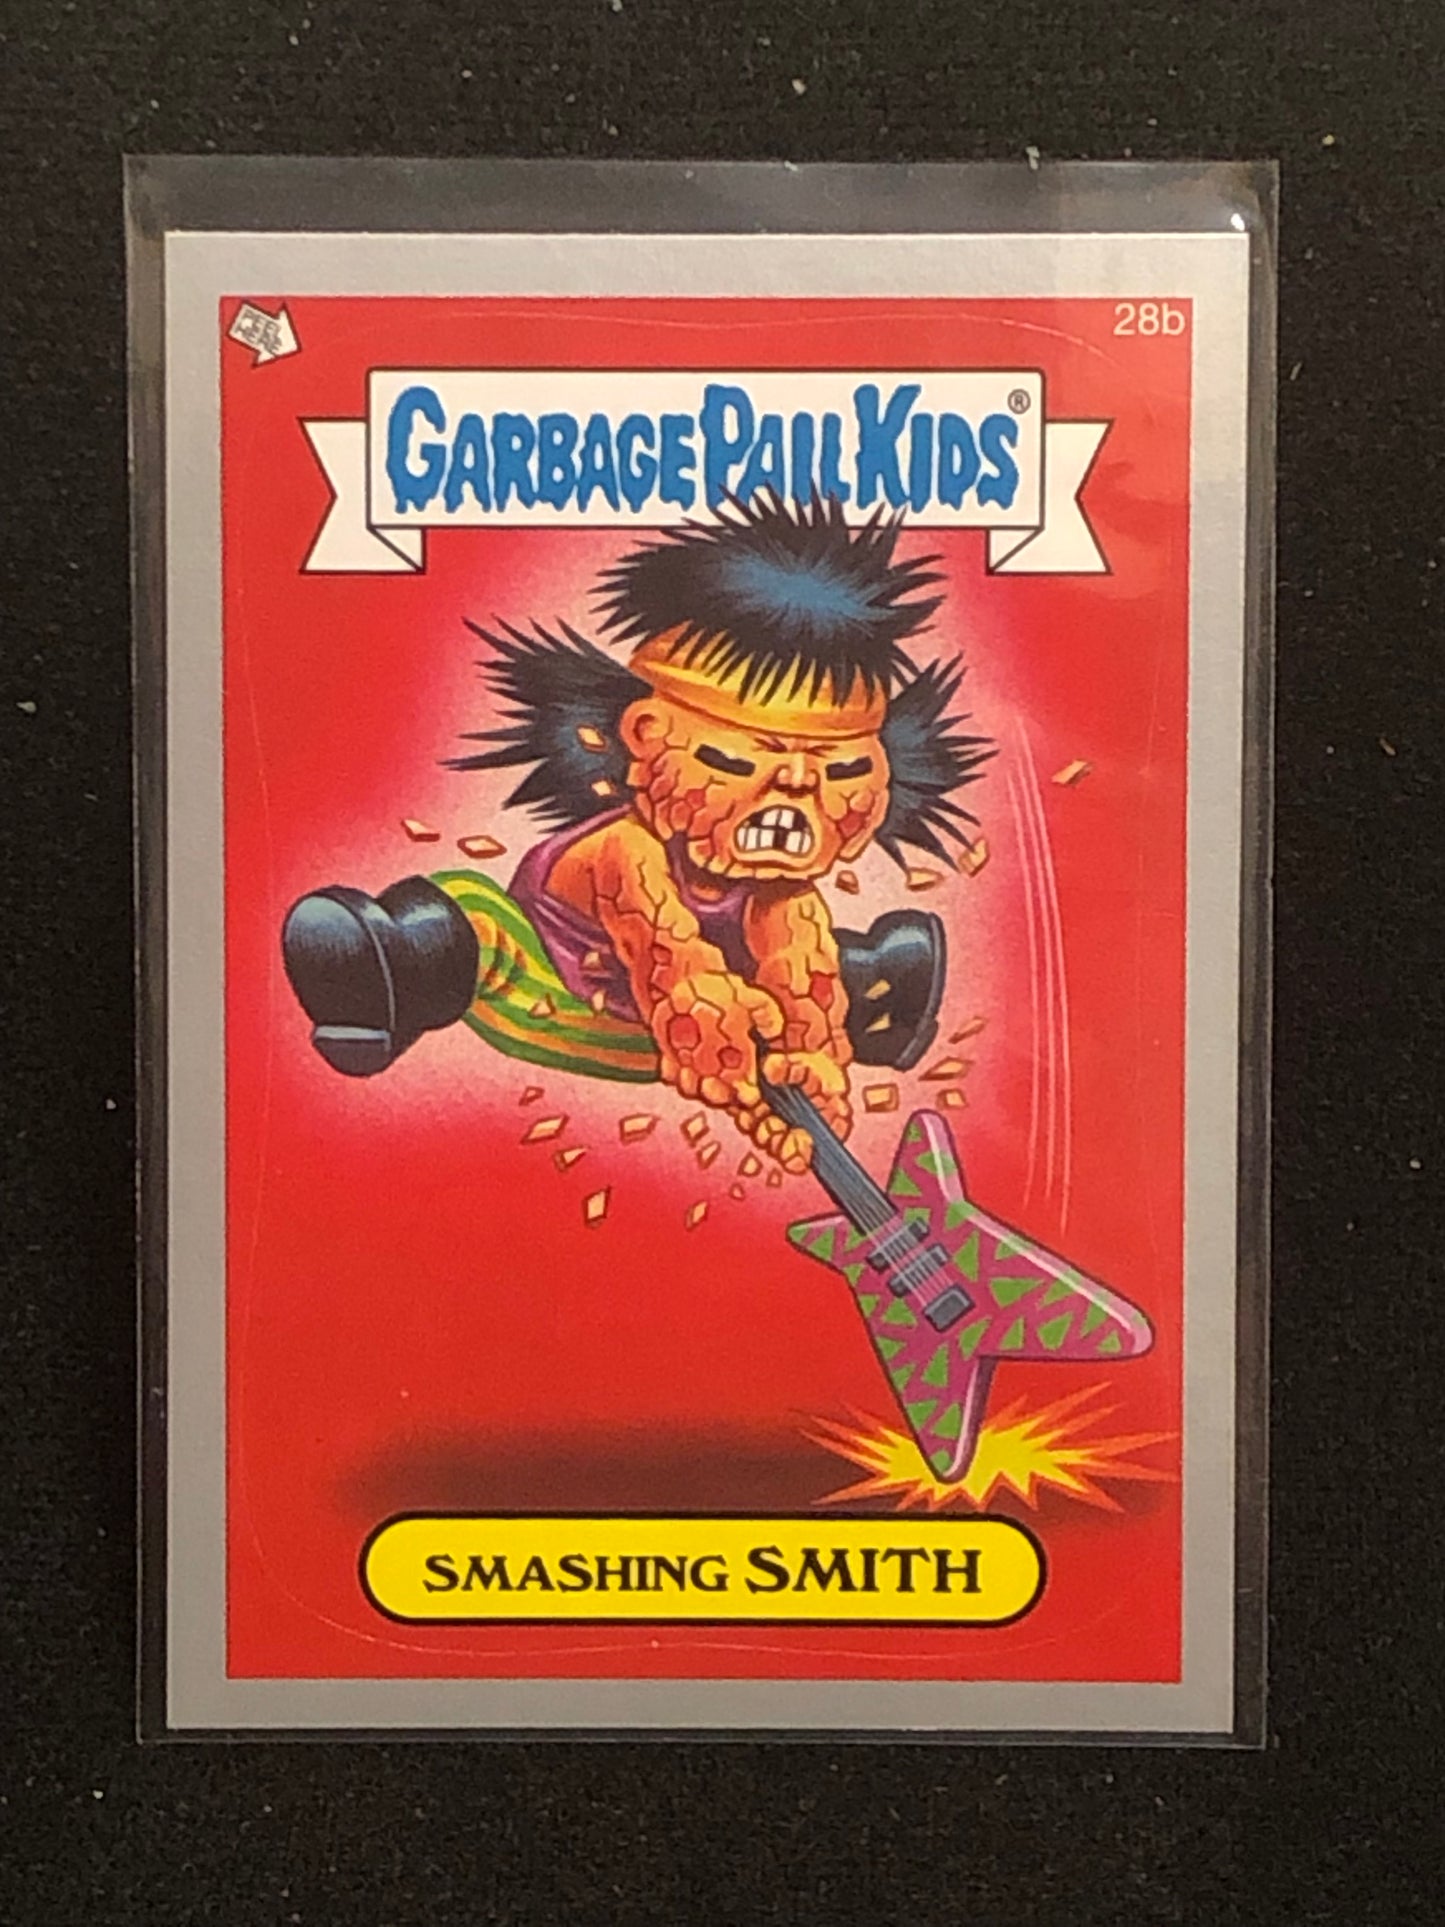 PEEL
HERE
28b
GARBAGE PAIL KIDS®
SMASHING SMITH